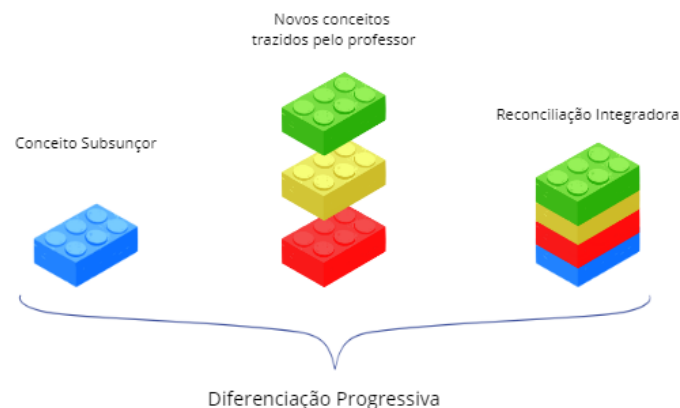 Novos conceitos
trazidos pelo professor
Conceito Subsunçor
Reconciliação Integradora
Diferenciação Progressiva